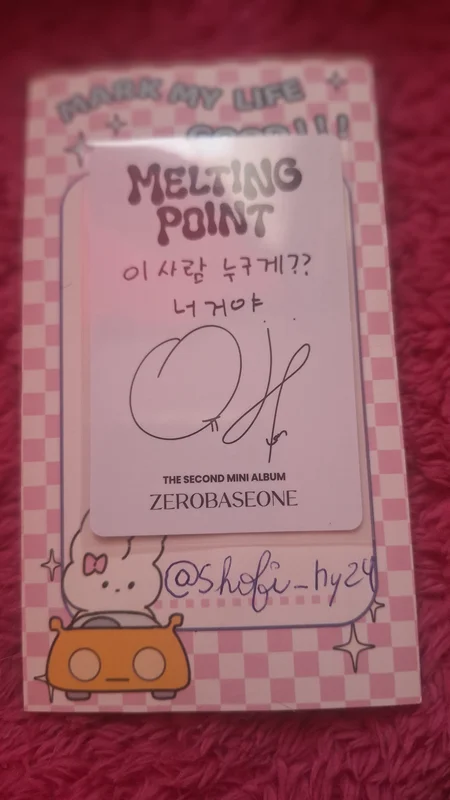 MARK MY LIFE
GOOD!!!
MELTING
POINT
이 사람 누구게??
너 거야
THE SECOND MINI ALBUM
ZEROBASEONE
@shofi_hy24